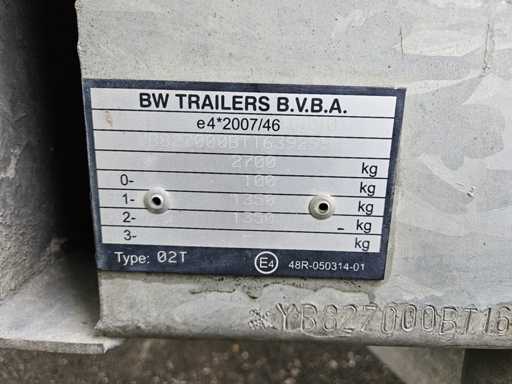 BW TRAILERS B.V.B.A.
e4*2007/46
2700 kg
0- 100 kg
1- 1350 kg
2- 1350 - kg
3- kg
Type: 02T E4 48R-050314-01
*YB82700OBT16